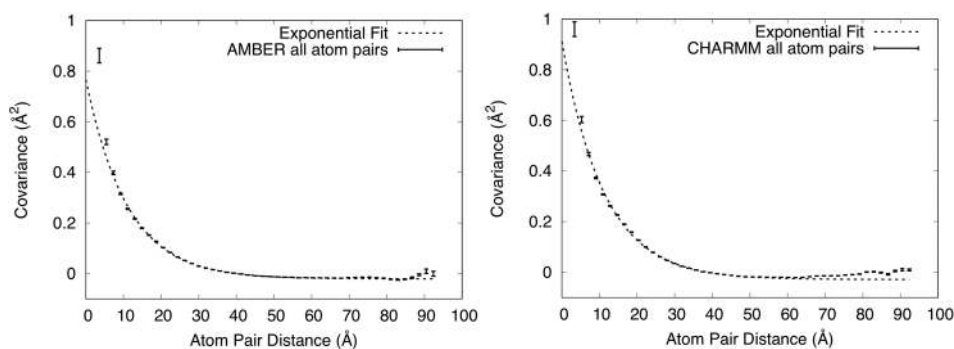 1
Exponential Fit
AMBER all atom pairs
0.8
0.6
0.4
0.2
0
Covariance (Å²)
0 10 20 30 40 50 60 70 80 90 100
Atom Pair Distance (Å)
1
Exponential Fit
CHARMM all atom pairs
0.8
0.6
0.4
0.2
0
Covariance (Å²)
0 10 20 30 40 50 60 70 80 90 100
Atom Pair Distance (Å)